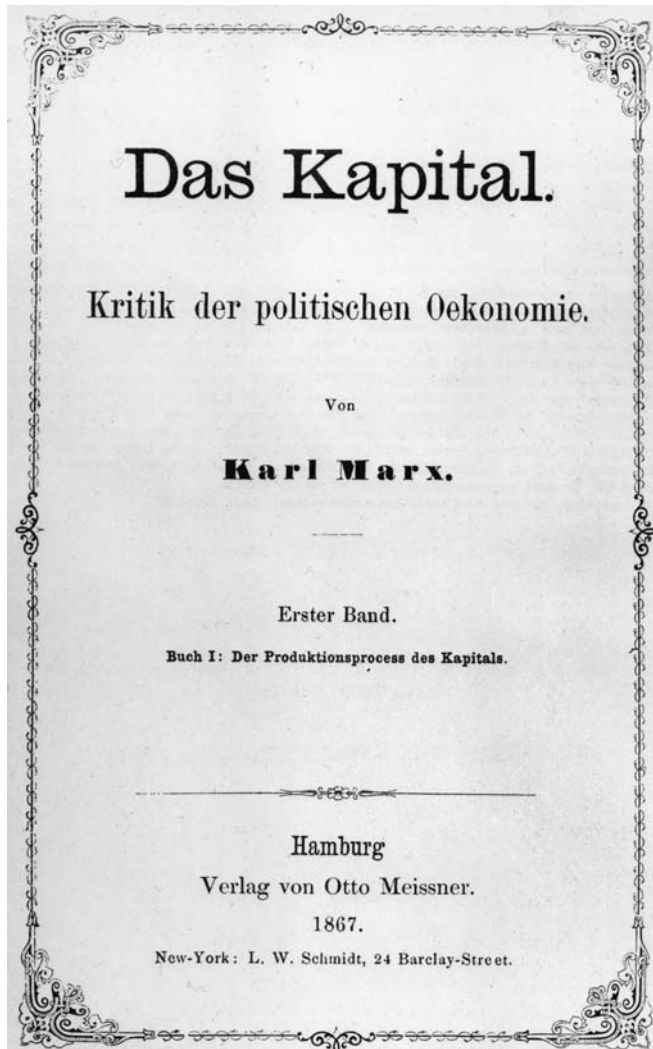 Das Kapital.
Kritik der politischen Oekonomie.
Von
Karl Marx.
Erster Band.
Buch I: Der Produktionsprocess des Kapitals.
Hamburg
Verlag von Otto Meissner.
1867.
New-York: L. W. Schmidt, 24 Barclay-Street.